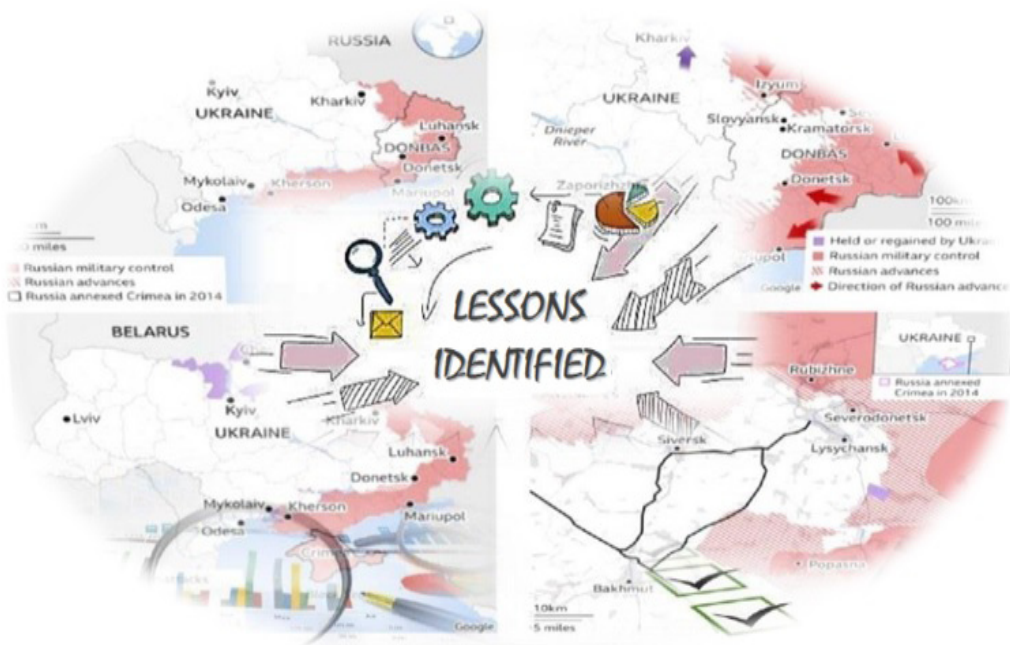 RUSSIA
Kyiv
UKRAINE
Kharkiv
Luhansk
DONBAS
Donetsk
Mykolaiv
Kherson
Mariupol
Odesa
miles
Russian military control
Russian advances
Russia annexed Crimea in 2014
Kharkiv
Izyum
UKRAINE
Slovyansk
Kramatorsk
Dnieper
River
DONBAS
Donetsk
100km
100 miles
Held or regained by
Russian military control
Russian advances
Direction of Russian advance
Google
LESSONS
IDENTIFIED
BELARUS
Lviv
Kyiv
UKRAINE
Kharkiv
Luhansk
Donetsk
Mykolaiv
Kherson
Mariupol
Odesa
Google
UKRAINE
Russia annexed
Crimea in 2014
Rubizhne
Severodonetsk
Lysychansk
Siversk
Popasna
Bakhmut
10km
5 miles